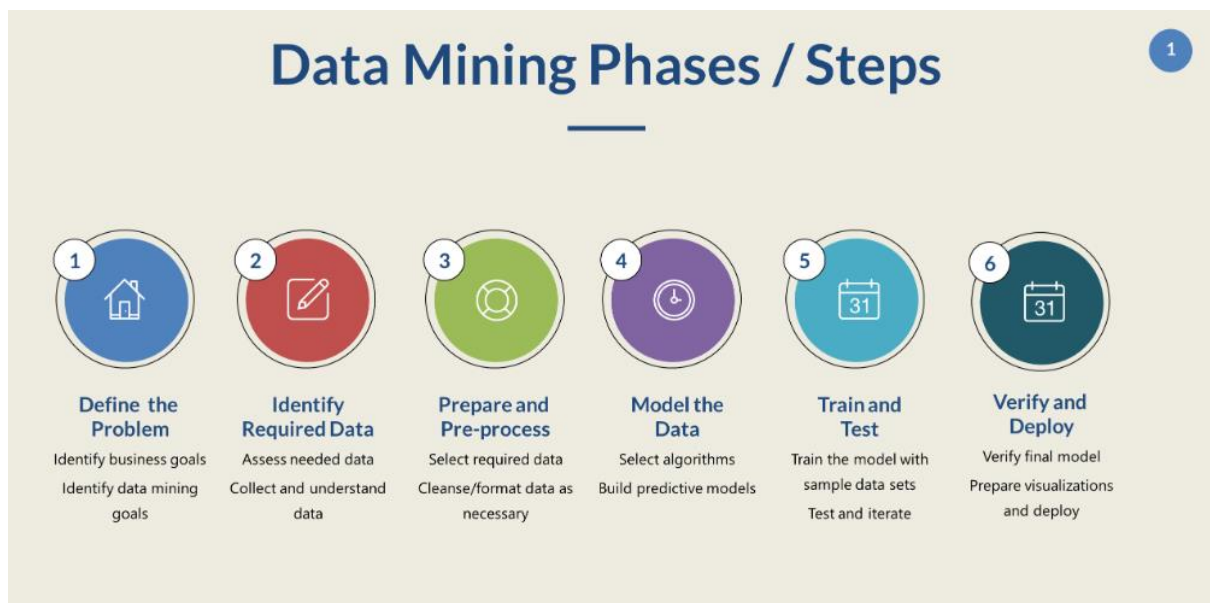 Data Mining Phases / Steps
1
1
Define the
Problem
Identify business goals
Identify data mining
goals
2
Identify
Required Data
Assess needed data
Collect and understand
data
3
Prepare and
Pre-process
Select required data
Cleanse/format data as
necessary
4
Model the
Data
Select algorithms
Build predictive models
5
31
Train and
Test
Train the model with
sample data sets
Test and iterate
6
31
Verify and
Deploy
Verify final model
Prepare visualizations
and deploy